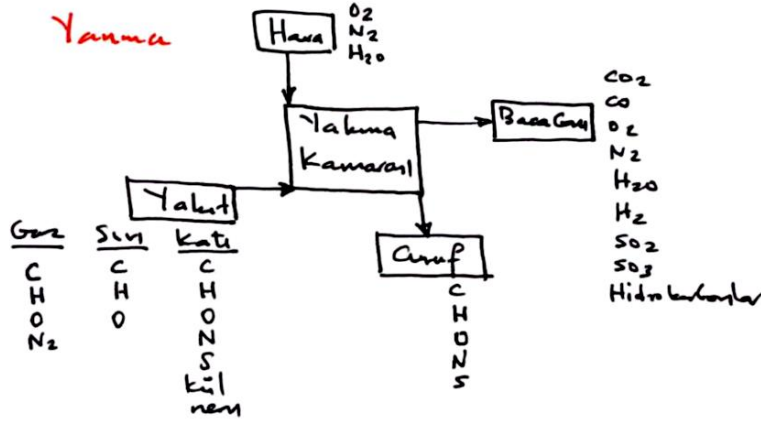 Yanma
Hava
O2
N2
H2O
Yakma
Kamarası
Baca Gazı
CO2
CO
O2
N2
H2O
H2
SO2
SO3
Hidrokarbonlar
Yakıt
Gaz
C
H
O
N2
Sıvı
C
H
O
Katı
C
H
O
N
S
kül
nem
Cüruf
C
H
O
N
S